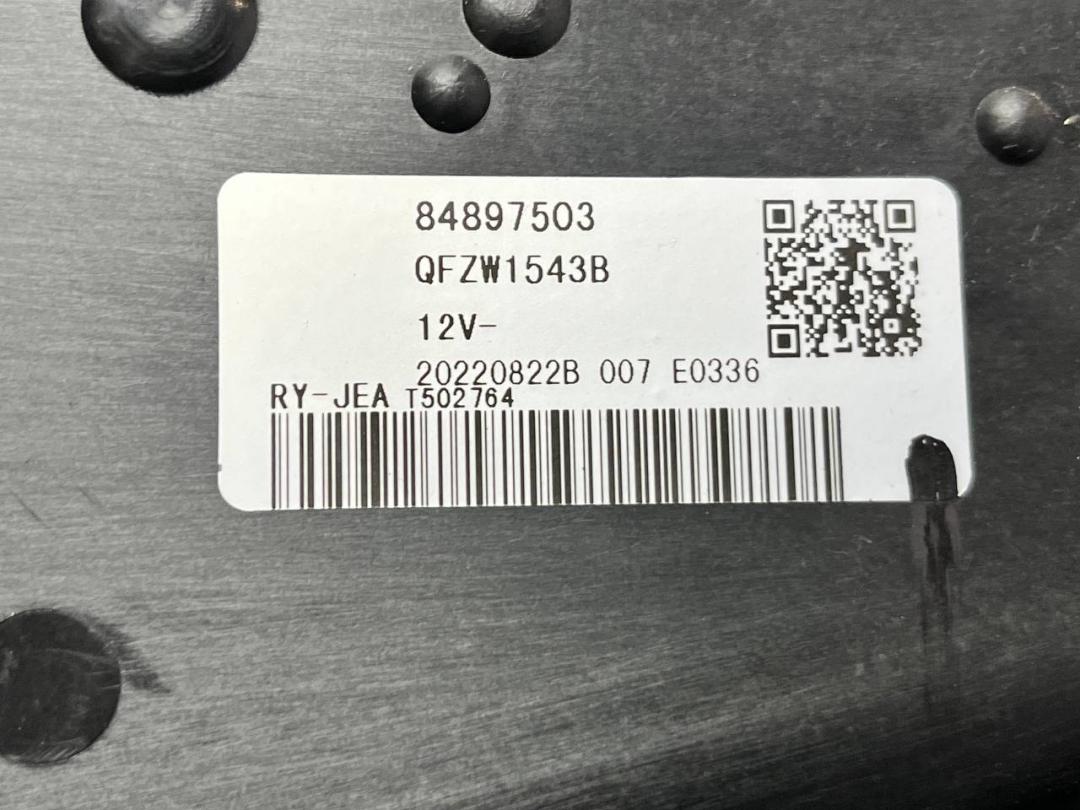 84897503
QFZW1543B
12V-
20220822B 007 E0336
RY-JEA T502764